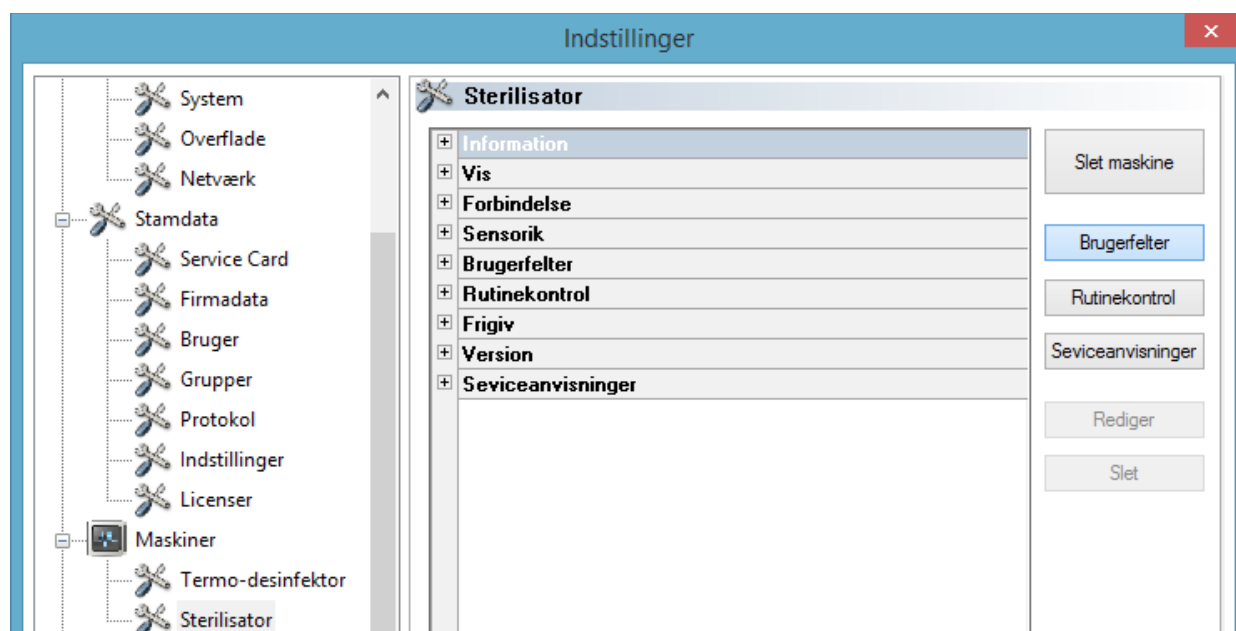 Indstillinger
System
Overflade
Netværk
Stamdata
Service Card
Firmadata
Bruger
Grupper
Protokol
Indstillinger
Licenser
Maskiner
Termo-desinfektor
Sterilisator
Sterilisator
Information
Vis
Forbindelse
Sensorik
Brugerfelter
Rutinekontrol
Frigiv
Version
Seviceanvisninger
Slet maskine
Brugerfelter
Rutinekontrol
Seviceanvisninger
Rediger
Slet